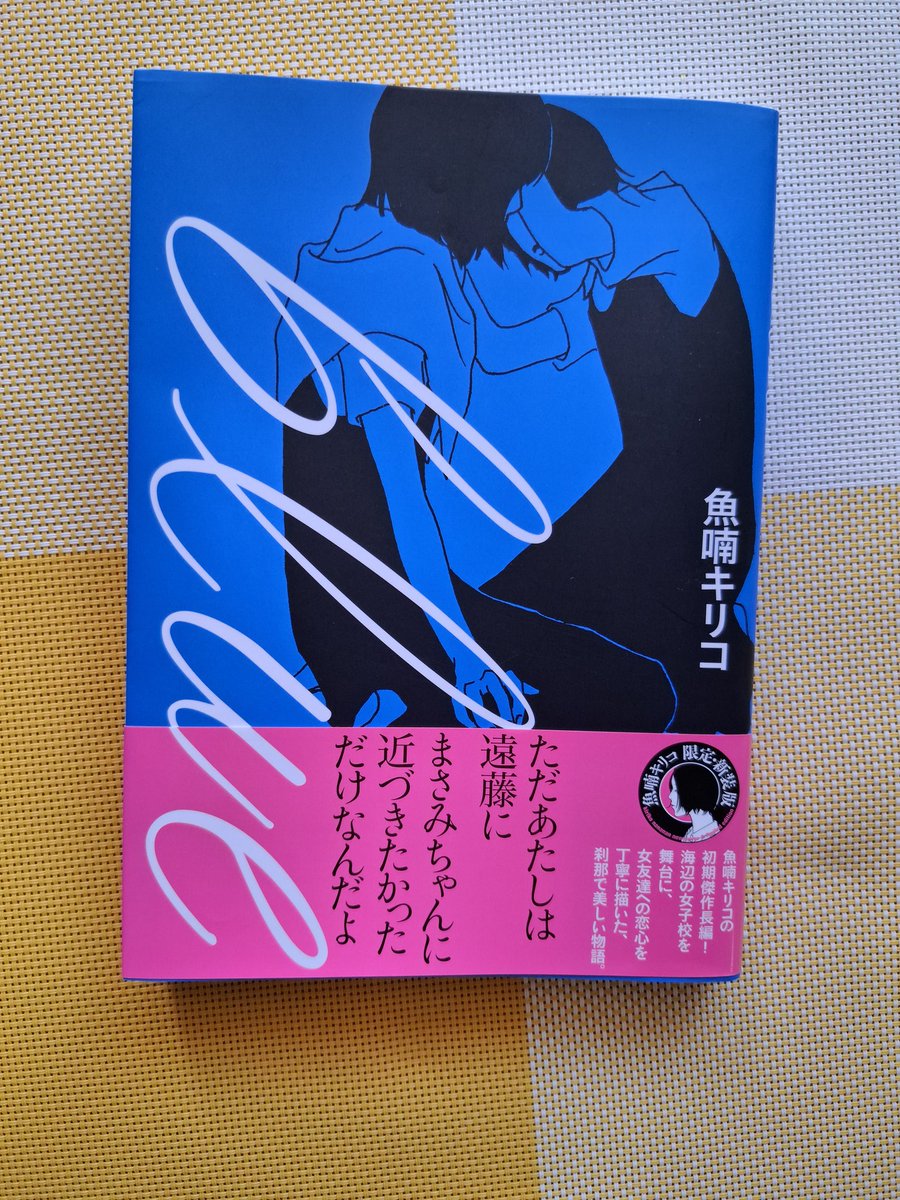 blue
魚喃キリコ
魚喃キリコ 限定・新装版
魚喃キリコの
初期傑作長編！
海辺の女子校を
舞台に、
女友達への恋心を
丁寧に描いた、
刹那で美しい物語。
ただあたしは
遠藤に
まさみちゃんに
近づきたかった
だけなんだよ